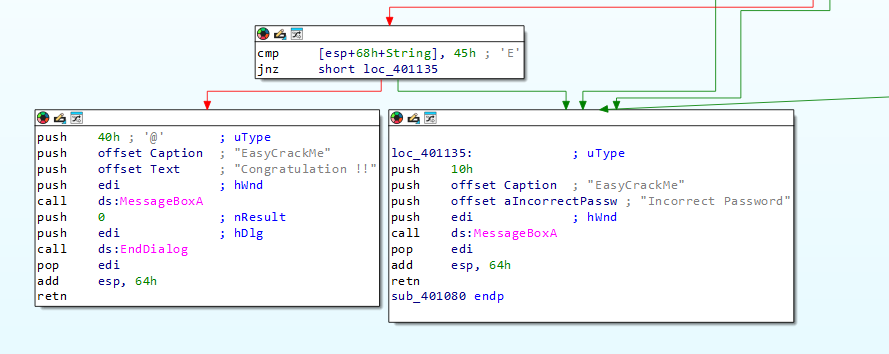 cmp [esp+68h+String], 45h ; 'E'
jnz short loc_401135
push 40h ; '@' ; uType
push offset Caption ; "EasyCrackMe"
push offset Text ; "Congratulation !!"
push edi ; hWnd
call ds:MessageBoxA
push 0 ; nResult
push edi ; hDlg
call ds:EndDialog
pop edi
add esp, 64h
retn
loc_401135: ; uType
push 10h
push offset Caption ; "EasyCrackMe"
push offset aIncorrectPassw ; "Incorrect Password"
push edi ; hWnd
call ds:MessageBoxA
pop edi
add esp, 64h
retn
sub_401080 endp